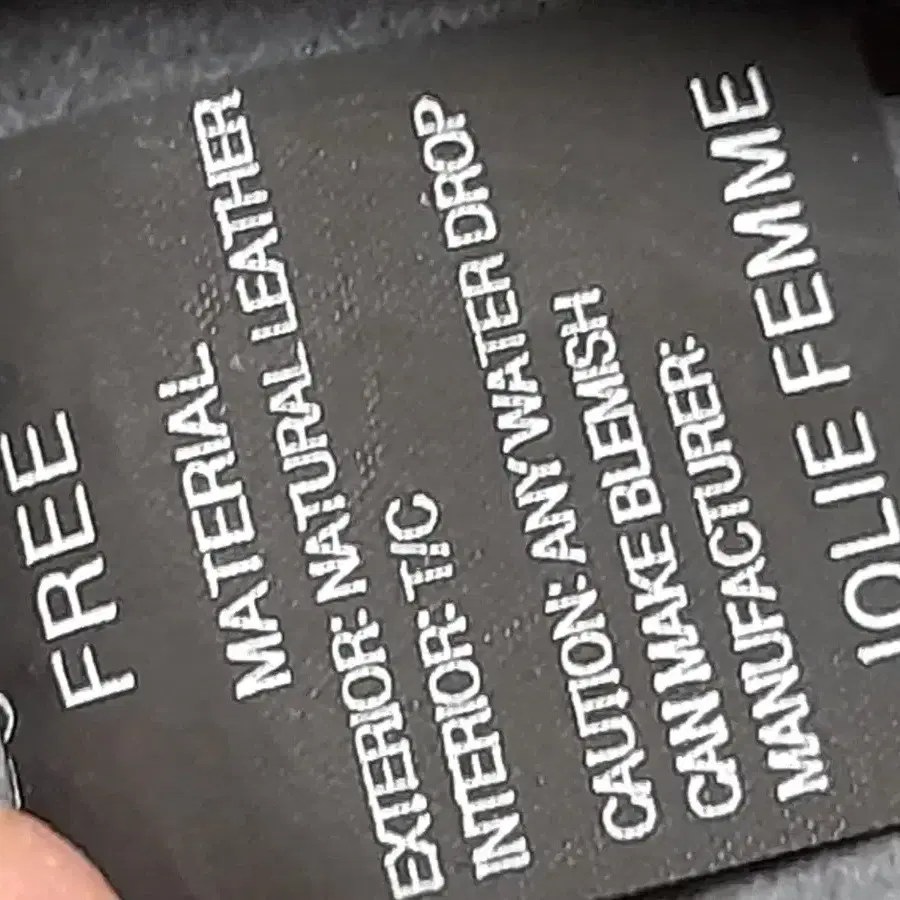 FREE
MATERIAL
EXTERIOR: NATURAL LEATHER
INTERIOR: T/C
CAUTION: ANY WATER DROP
CAN MAKE BLEMISH
MANUFACTURER:
JOLIE FEMME